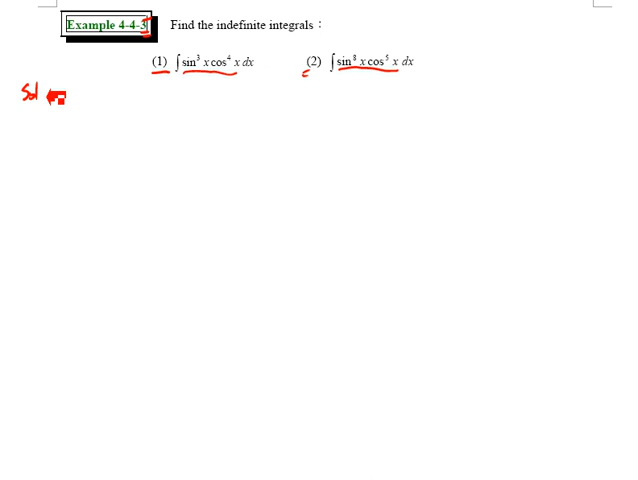 Example 4-4-3 Find the indefinite integrals：
(1) ∫ sin³ x cos⁴ x dx (2) ∫ sin⁸ x cos⁵ x dx
Sol